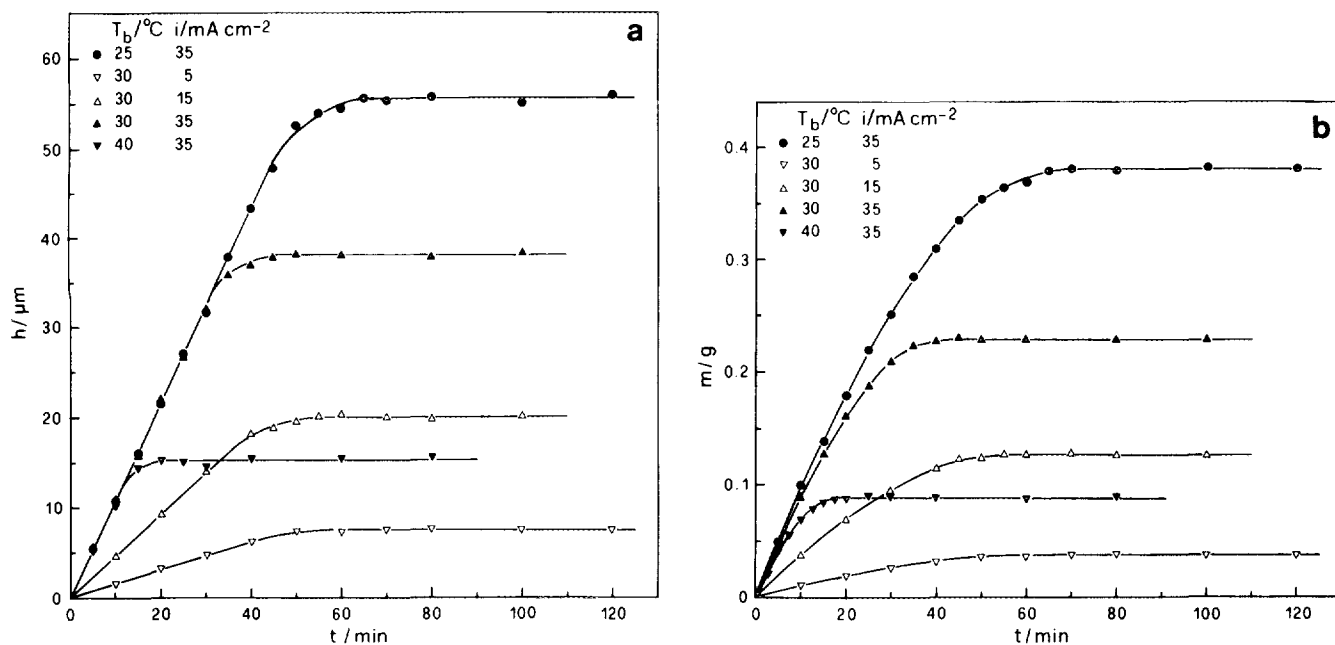 a
T_b/°C i/mA cm⁻²
● 25 35
▽ 30 5
△ 30 15
▲ 30 35
▼ 40 35
h/µm
60
50
40
30
20
10
0
0 20 40 60 80 100 120
t/min
b
T_b/°C i/mA cm⁻²
● 25 35
▽ 30 5
△ 30 15
▲ 30 35
▼ 40 35
m/g
0.4
0.3
0.2
0.1
0
0 20 40 60 80 100 120
t/min